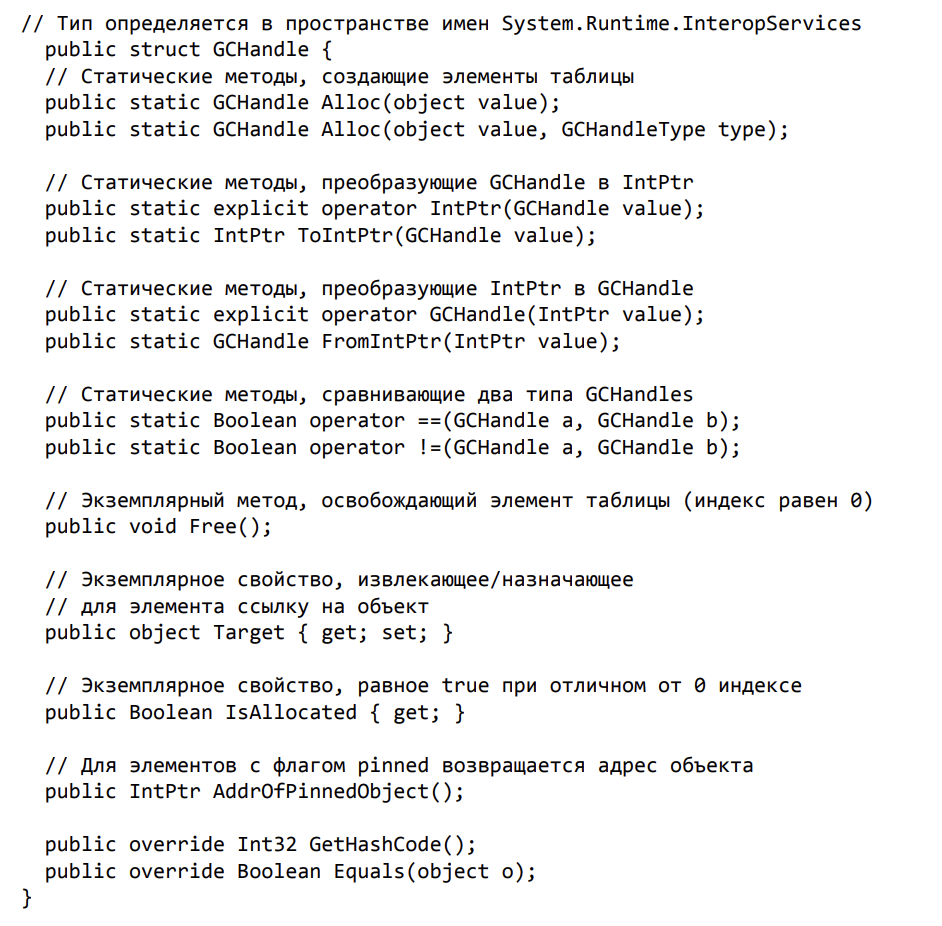 // Тип определяется в пространстве имен System.Runtime.InteropServices
public struct GCHandle {
// Статические методы, создающие элементы таблицы
public static GCHandle Alloc(object value);
public static GCHandle Alloc(object value, GCHandleType type);

// Статические методы, преобразующие GCHandle в IntPtr
public static explicit operator IntPtr(GCHandle value);
public static IntPtr ToIntPtr(GCHandle value);

// Статические методы, преобразующие IntPtr в GCHandle
public static explicit operator GCHandle(IntPtr value);
public static GCHandle FromIntPtr(IntPtr value);

// Статические методы, сравнивающие два типа GCHandles
public static Boolean operator ==(GCHandle a, GCHandle b);
public static Boolean operator !=(GCHandle a, GCHandle b);

// Экземплярный метод, освобождающий элемент таблицы (индекс равен 0)
public void Free();

// Экземплярное свойство, извлекающее/назначающее
// для элемента ссылку на объект
public object Target { get; set; }

// Экземплярное свойство, равное true при отличном от 0 индексе
public Boolean IsAllocated { get; }

// Для элементов с флагом pinned возвращается адрес объекта
public IntPtr AddrOfPinnedObject();

public override Int32 GetHashCode();
public override Boolean Equals(object o);
}